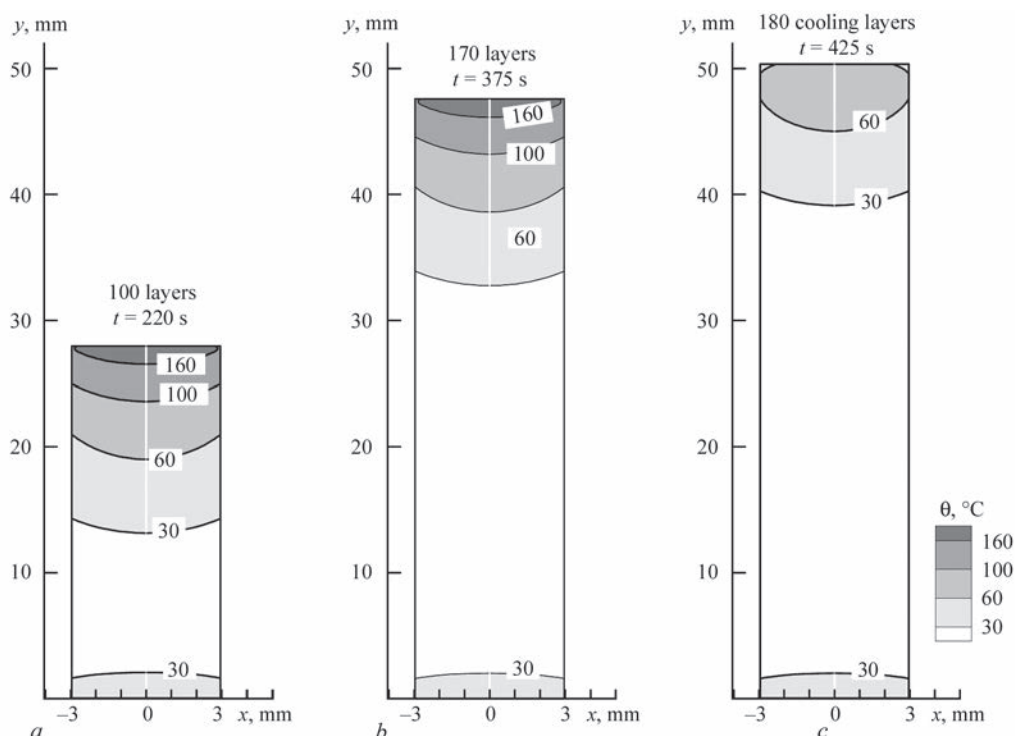 y, mm
50
40
30
20
10
100 layers
t = 220 s
160
100
60
30
30
–3
0
3
x, mm
a
y, mm
50
40
30
20
10
170 layers
t = 375 s
160
100
60
30
–3
0
3
x, mm
b
y, mm
50
40
30
20
10
180 cooling layers
t = 425 s
60
30
30
–3
0
3
x, mm
c
θ, °C
160
100
60
30